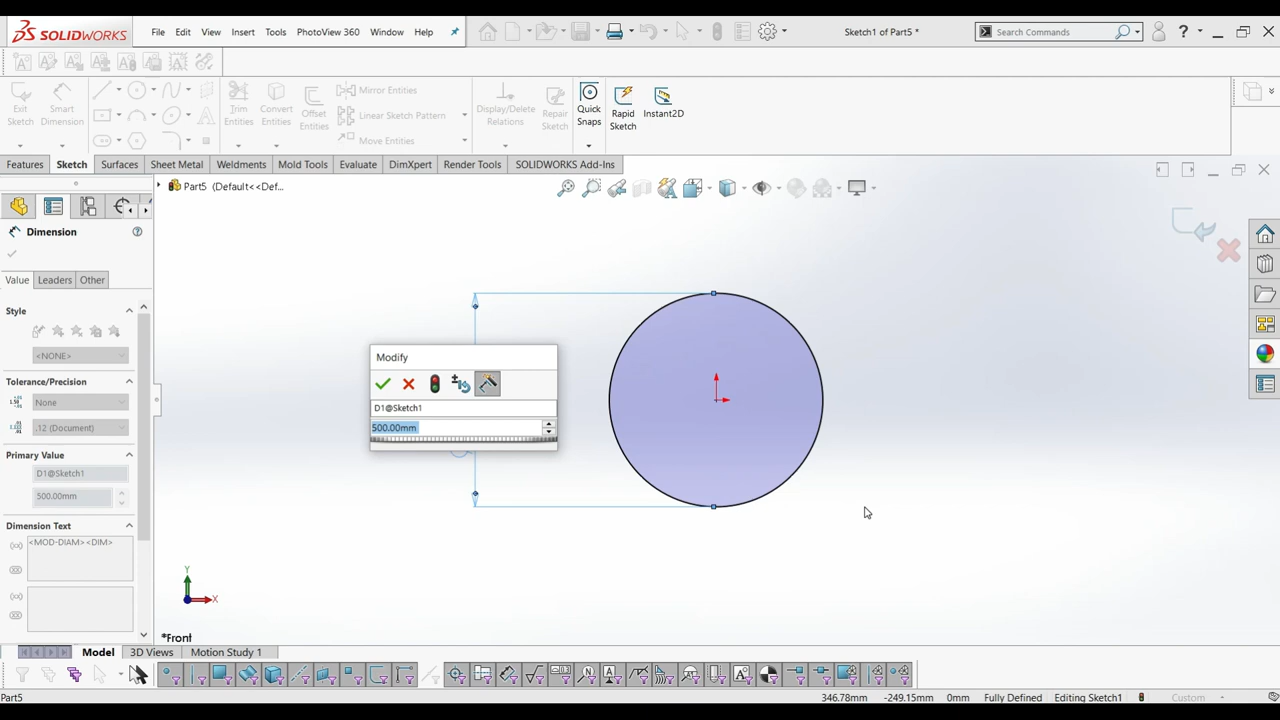 SOLIDWORKS File Edit View Insert Tools PhotoView 360 Window Help Sketch1 of Part5 * Search Commands ?
Exit Sketch
Smart Dimension
Trim Entities
Convert Entities
Offset Entities
Mirror Entities
Linear Sketch Pattern
Move Entities
Display/Delete Relations
Repair Sketch
Quick Snaps
Rapid Sketch
Instant2D
Features Sketch Surfaces Sheet Metal Weldments Mold Tools Evaluate DimXpert Render Tools SOLIDWORKS Add-Ins
Part5 (Default<<Def...
Dimension
Value Leaders Other
Style
<NONE>
Tolerance/Precision
None
.12 (Document)
Primary Value
D1@Sketch1
500.00mm
Dimension Text
<MOD-DIAM><DIM>
Modify
D1@Sketch1
500.00mm
Y
X
*Front
Model 3D Views Motion Study 1
Part5 346.78mm -249.15mm 0mm Fully Defined Editing Sketch1 Custom